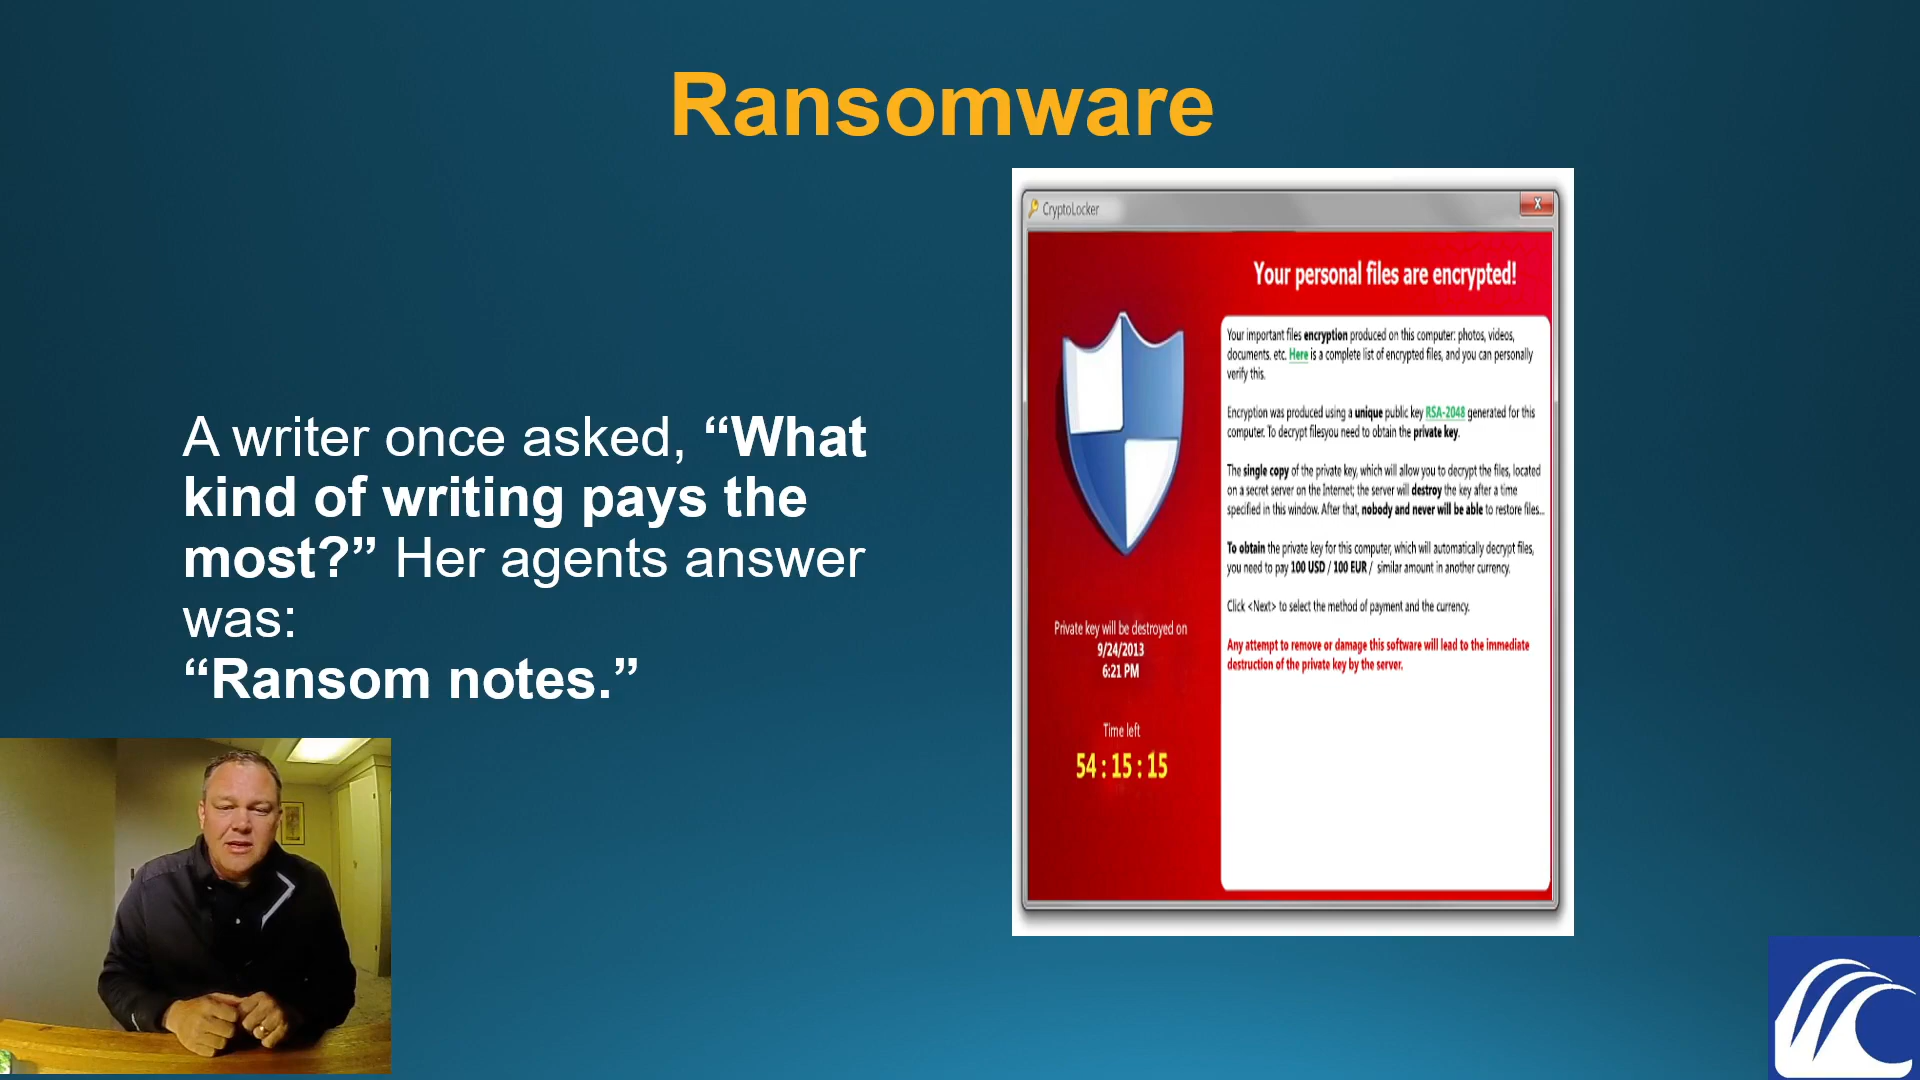 Ransomware
A writer once asked, “What
kind of writing pays the
most?” Her agents answer
was:
“Ransom notes.”
CryptoLocker
X
Your personal files are encrypted!
Your important files encryption produced on this computer: photos, videos,
documents. etc. Here is a complete list of encrypted files, and you can personally
verify this.
Encryption was produced using a unique public key RSA-2048 generated for this
computer. To decrypt filesyou need to obtain the private key.
The single copy of the private key, which will allow you to decrypt the files, located
on a secret server on the Internet; the server will destroy the key after a time
specified in this window. After that, nobody and never will be able to restore files...
To obtain the private key for this computer, which will automatically decrypt files,
you need to pay 100 USD / 100 EUR / similar amount in another currency.
Click <Next> to select the method of payment and the currency.
Any attempt to remove or damage this software will lead to the immediate
destruction of the private key by the server.
Private key will be destroyed on
9/24/2013
6:21 PM
Time left
54 : 15 : 15